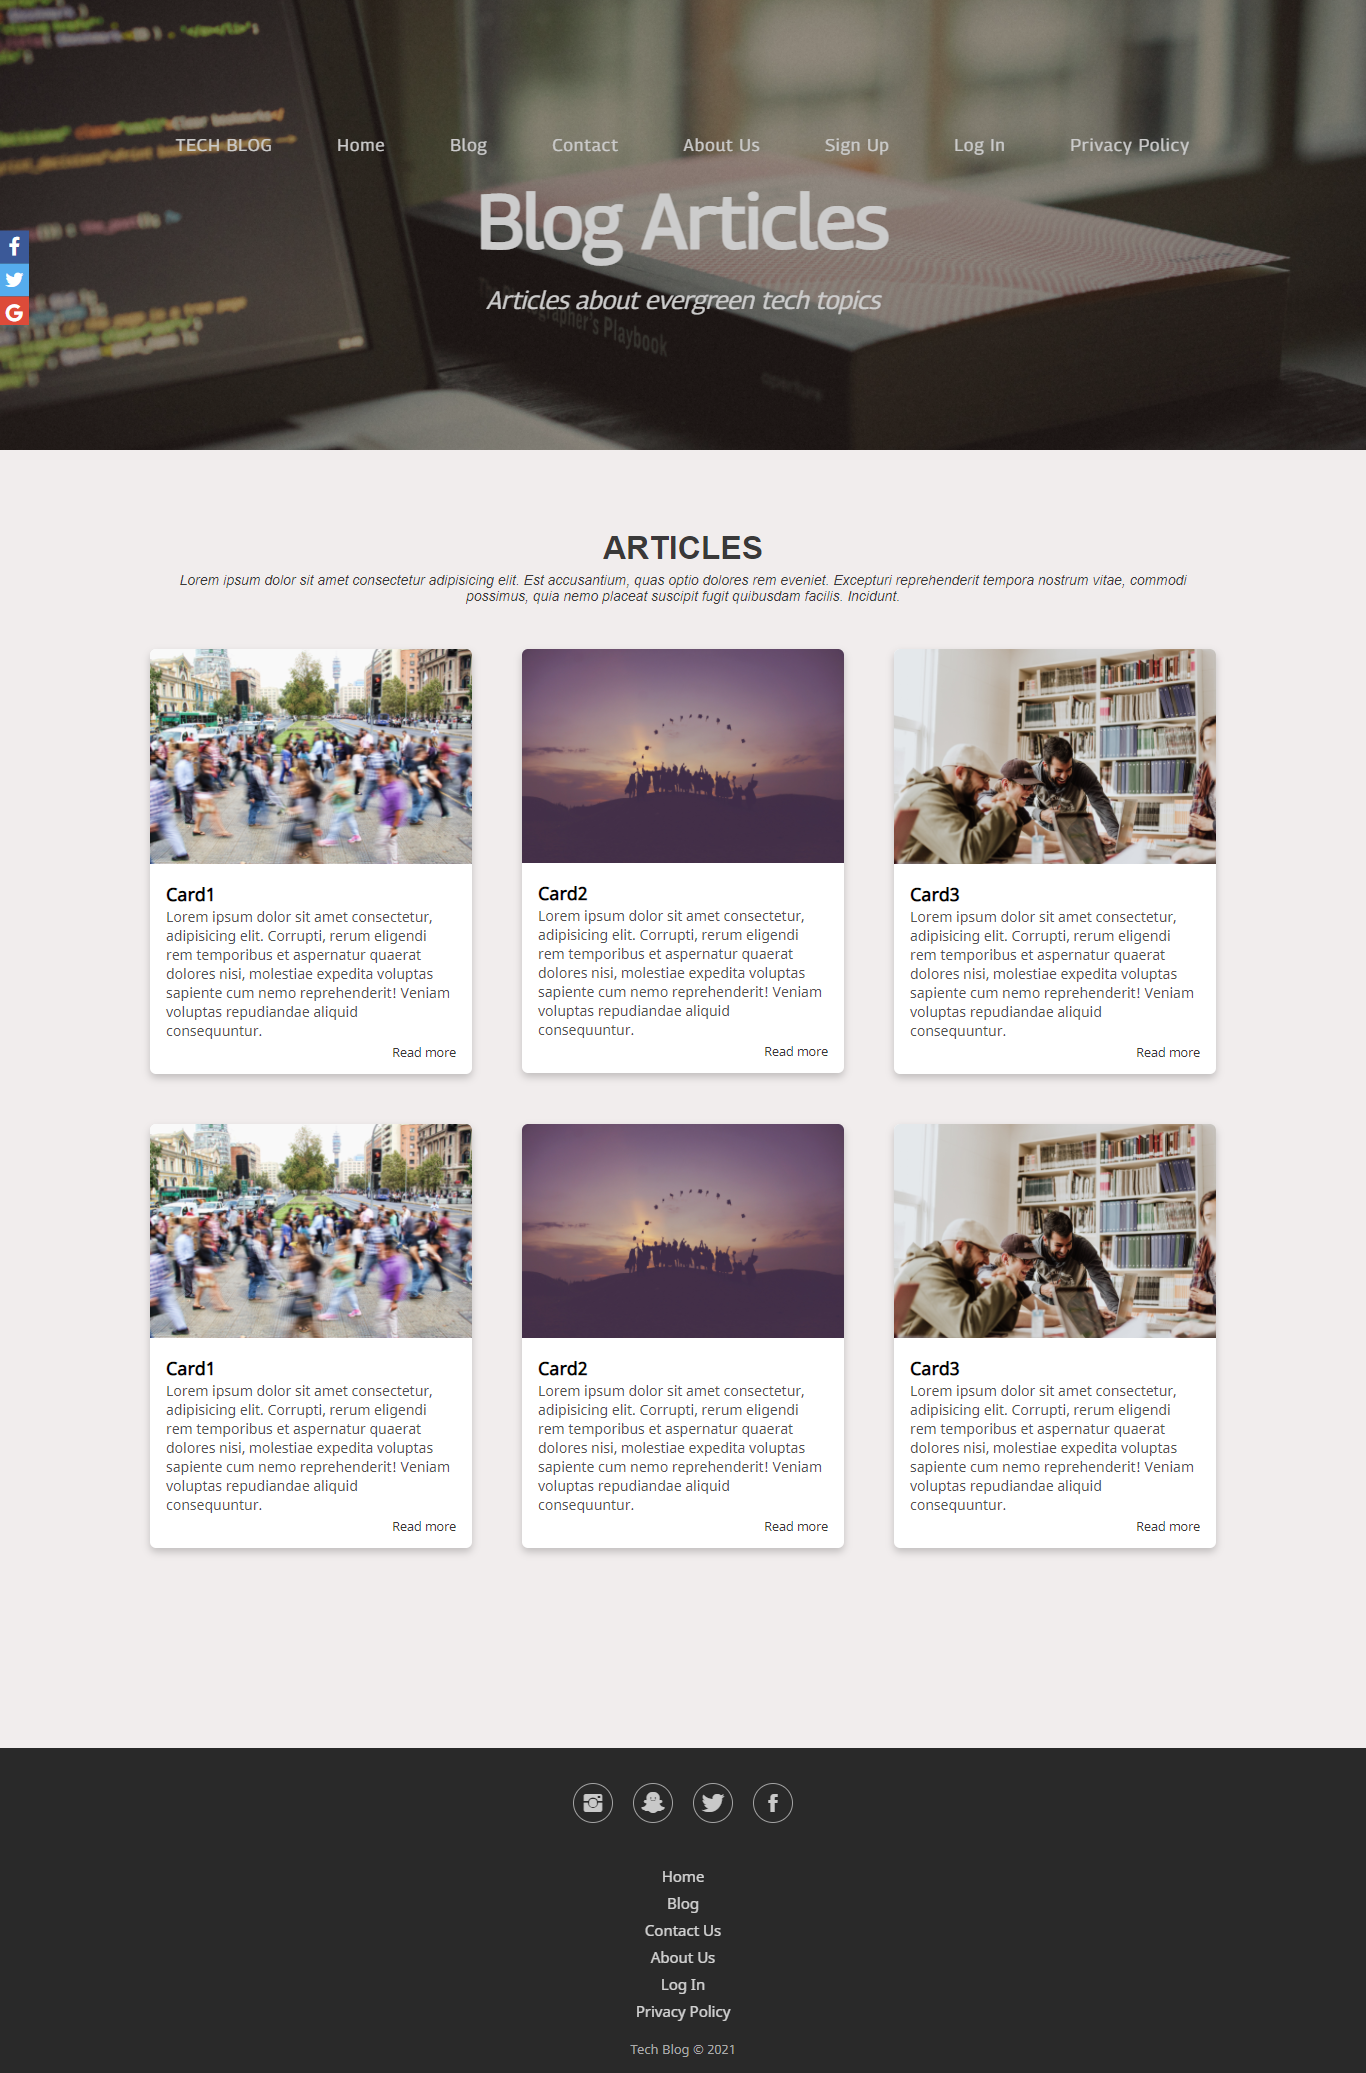 TECH BLOG Home Blog Contact About Us Sign Up Log In Privacy Policy
Blog Articles
Articles about evergreen tech topics
Playbook
aperture
ARTICLES
Lorem ipsum dolor sit amet consectetur adipisicing elit. Est accusantium, quas optio dolores rem eveniet. Excepturi reprehenderit tempora nostrum vitae, commodi
possimus, quia nemo placeat suscipit fugit quibusdam facilis. Incidunt.
Card1
Lorem ipsum dolor sit amet consectetur,
adipisicing elit. Corrupti, rerum eligendi
rem temporibus et aspernatur quaerat
dolores nisi, molestiae expedita voluptas
sapiente cum nemo reprehenderit! Veniam
voluptas repudiandae aliquid
consequuntur.
Read more
Card2
Lorem ipsum dolor sit amet consectetur,
adipisicing elit. Corrupti, rerum eligendi
rem temporibus et aspernatur quaerat
dolores nisi, molestiae expedita voluptas
sapiente cum nemo reprehenderit! Veniam
voluptas repudiandae aliquid
consequuntur.
Read more
Card3
Lorem ipsum dolor sit amet consectetur,
adipisicing elit. Corrupti, rerum eligendi
rem temporibus et aspernatur quaerat
dolores nisi, molestiae expedita voluptas
sapiente cum nemo reprehenderit! Veniam
voluptas repudiandae aliquid
consequuntur.
Read more
Card1
Lorem ipsum dolor sit amet consectetur,
adipisicing elit. Corrupti, rerum eligendi
rem temporibus et aspernatur quaerat
dolores nisi, molestiae expedita voluptas
sapiente cum nemo reprehenderit! Veniam
voluptas repudiandae aliquid
consequuntur.
Read more
Card2
Lorem ipsum dolor sit amet consectetur,
adipisicing elit. Corrupti, rerum eligendi
rem temporibus et aspernatur quaerat
dolores nisi, molestiae expedita voluptas
sapiente cum nemo reprehenderit! Veniam
voluptas repudiandae aliquid
consequuntur.
Read more
Card3
Lorem ipsum dolor sit amet consectetur,
adipisicing elit. Corrupti, rerum eligendi
rem temporibus et aspernatur quaerat
dolores nisi, molestiae expedita voluptas
sapiente cum nemo reprehenderit! Veniam
voluptas repudiandae aliquid
consequuntur.
Read more
Home
Blog
Contact Us
About Us
Log In
Privacy Policy
Tech Blog © 2021